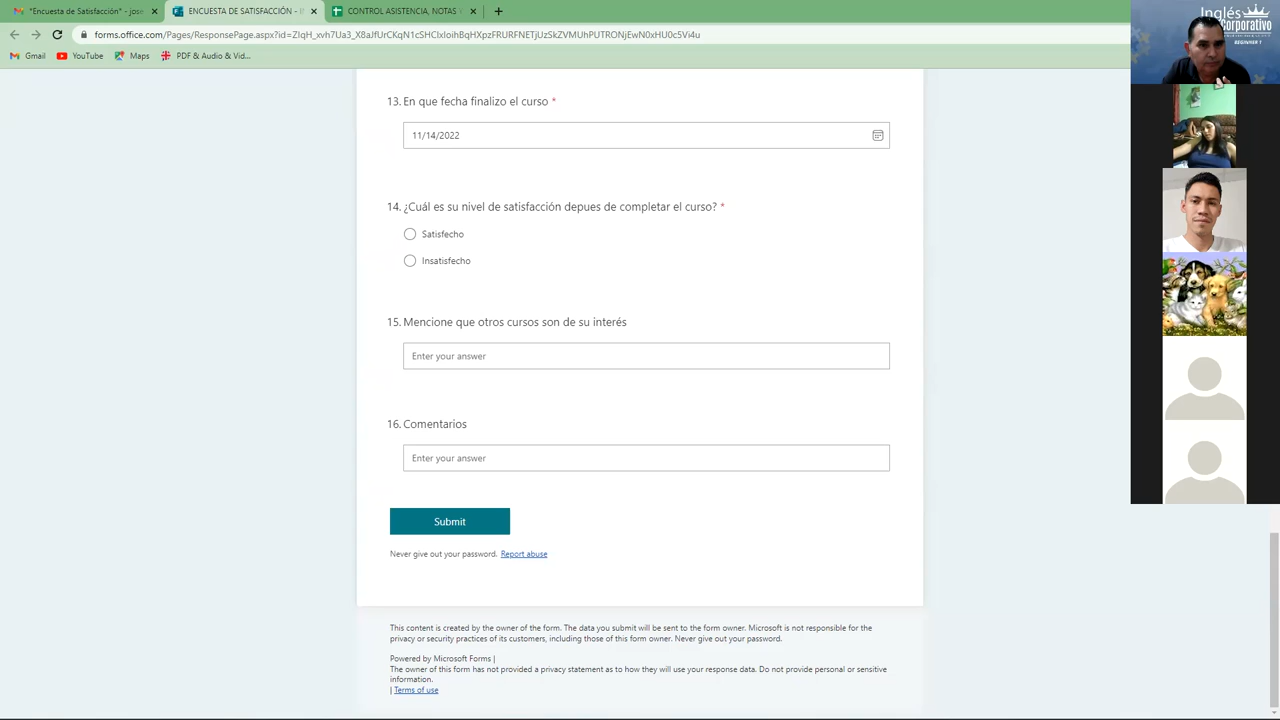 "Encuesta de Satisfacción" - jose
ENCUESTA DE SATISFACCIÓN - P
CONTROL ASISTENCIA, NOTAS
forms.office.com/Pages/ResponsePage.aspx?id=
Gmail
YouTube
Maps
PDF & Audio & Vid...
Inglés
Corporativo
BEGINNER 1
13. En que fecha finalizo el curso *
11/14/2022
14. ¿Cuál es su nivel de satisfacción depues de completar el curso? *
Satisfecho
Insatisfecho
15. Mencione que otros cursos son de su interés
Enter your answer
16. Comentarios
Enter your answer
Submit
Never give out your password. Report abuse
This content is created by the owner of the form. The data you submit will be sent to the form owner. Microsoft is not responsible for the
privacy or security practices of its customers, including those of this form owner. Never give out your password.
Powered by Microsoft Forms |
The owner of this form has not provided a privacy statement as to how they will use your response data. Do not provide personal or sensitive
information.
| Terms of use